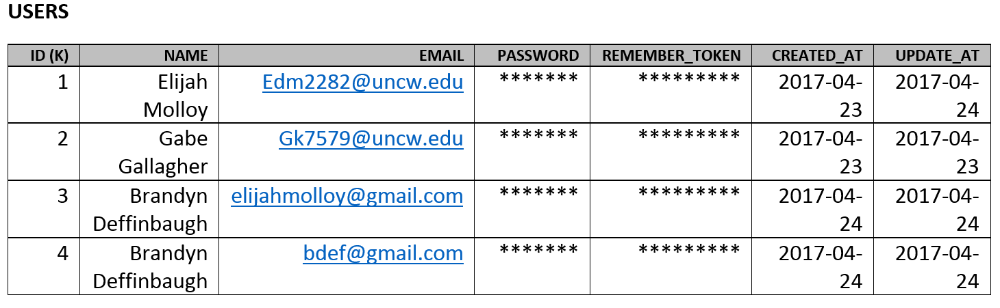 USERS
ID (K) NAME EMAIL PASSWORD REMEMBER_TOKEN CREATED_AT UPDATE_AT
1 Elijah Edm2282@uncw.edu ******* ********* 2017-04- 2017-04-
Molloy 23 24
2 Gabe Gk7579@uncw.edu ******* ********* 2017-04- 2017-04-
Gallagher 23 23
3 Brandyn elijahmolloy@gmail.com ******* ********* 2017-04- 2017-04-
Deffinbaugh 24 24
4 Brandyn bdef@gmail.com ******* ********* 2017-04- 2017-04-
Deffinbaugh 24 24